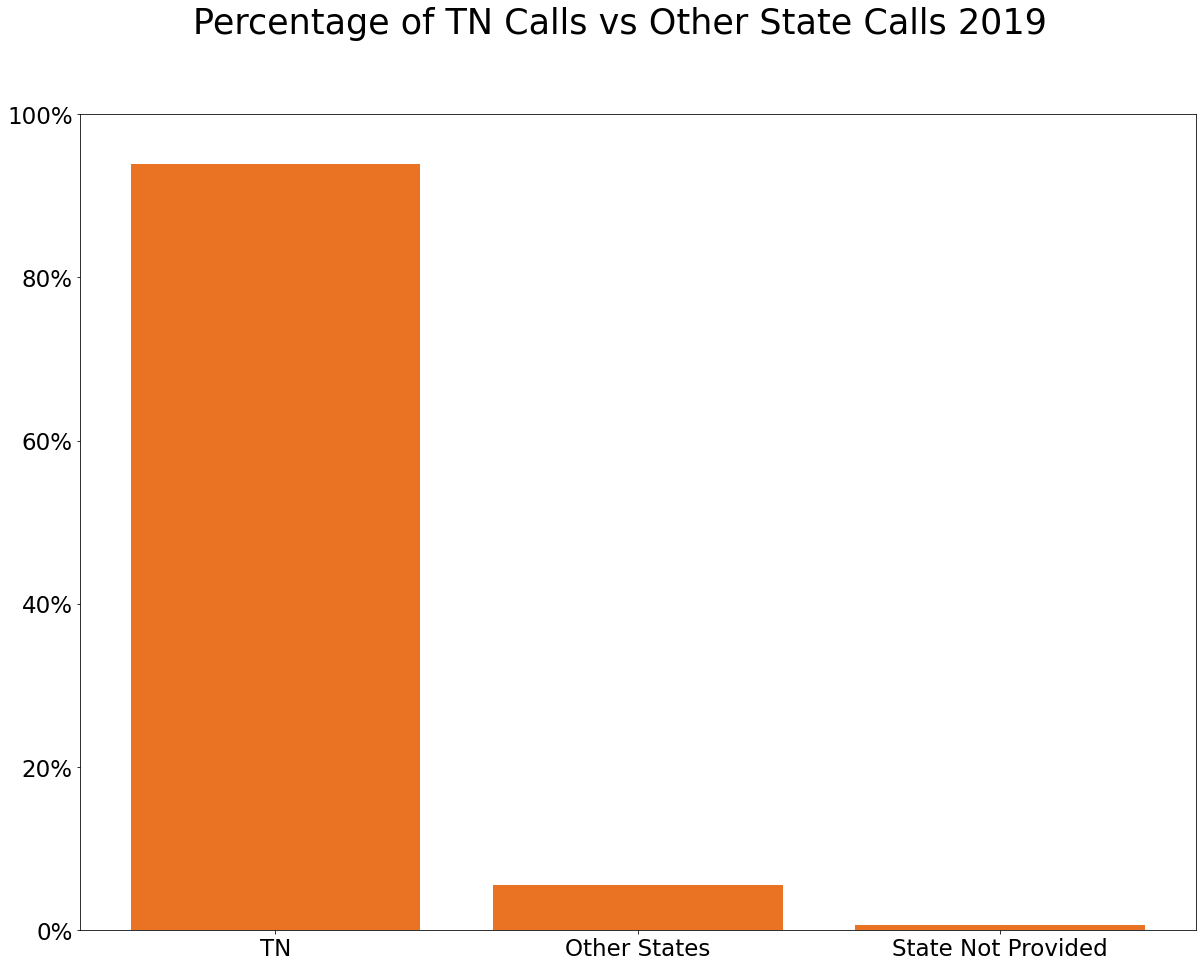 Percentage of TN Calls vs Other State Calls 2019
100%
80%
60%
40%
20%
0%
TN
Other States
State Not Provided